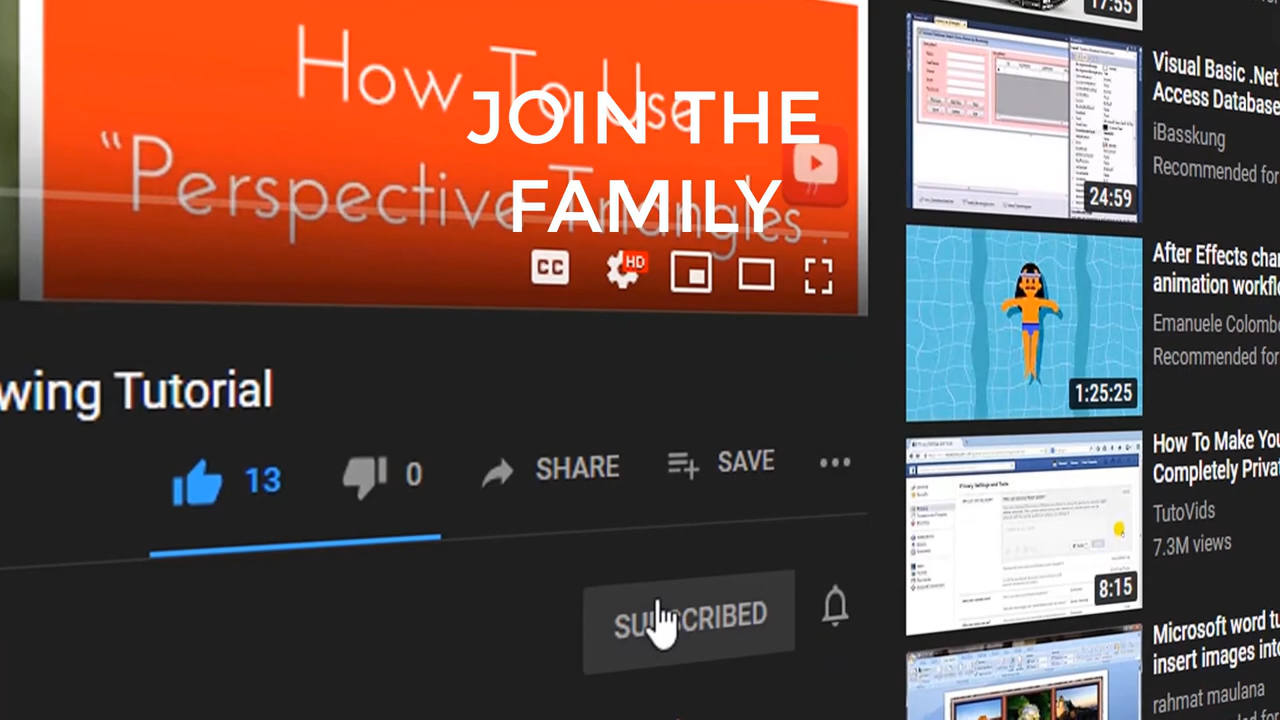 How To Use
"Perspective Triangles".
JOIN THE
FAMILY
CC
HD
wing Tutorial
13
0
SHARE
SAVE
SUBSCRIBED
17:55
24:59
Visual Basic .Net
Access Database
iBasskung
Recommended for
1:25:25
After Effects cha
animation workfl
Emanuele Colomb
Recommended for
8:15
How To Make You
Completely Privat
TutoVids
7.3M views
Microsoft word tu
insert images into
rahmat maulana